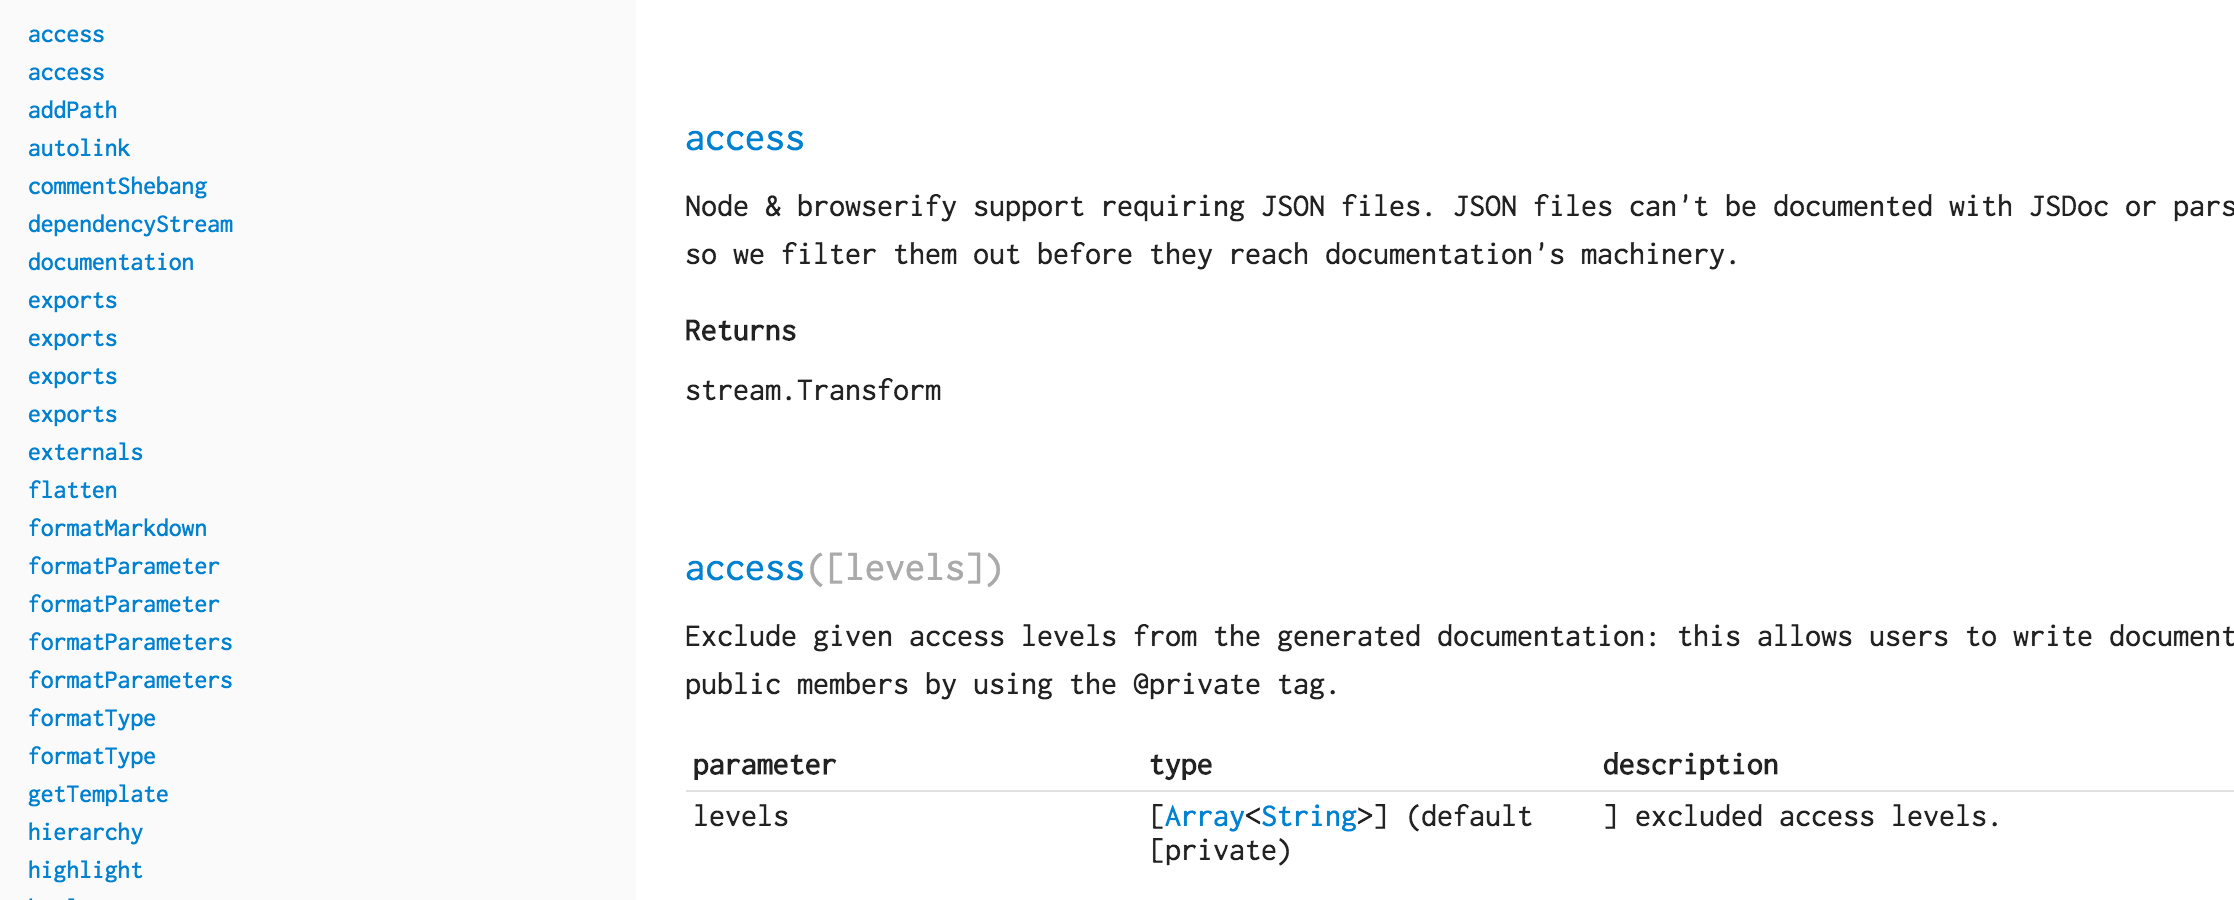 access
access
addPath
autolink
commentShebang
dependencyStream
documentation
exports
exports
exports
exports
externals
flatten
formatMarkdown
formatParameter
formatParameter
formatParameters
formatParameters
formatType
formatType
getTemplate
hierarchy
highlight
access
Node & browserify support requiring JSON files. JSON files can't be documented with JSDoc or pars
so we filter them out before they reach documentation's machinery.
Returns
stream.Transform
access([levels])
Exclude given access levels from the generated documentation: this allows users to write document
public members by using the @private tag.
parameter type description
levels [Array<String>] (default ] excluded access levels.
[private)